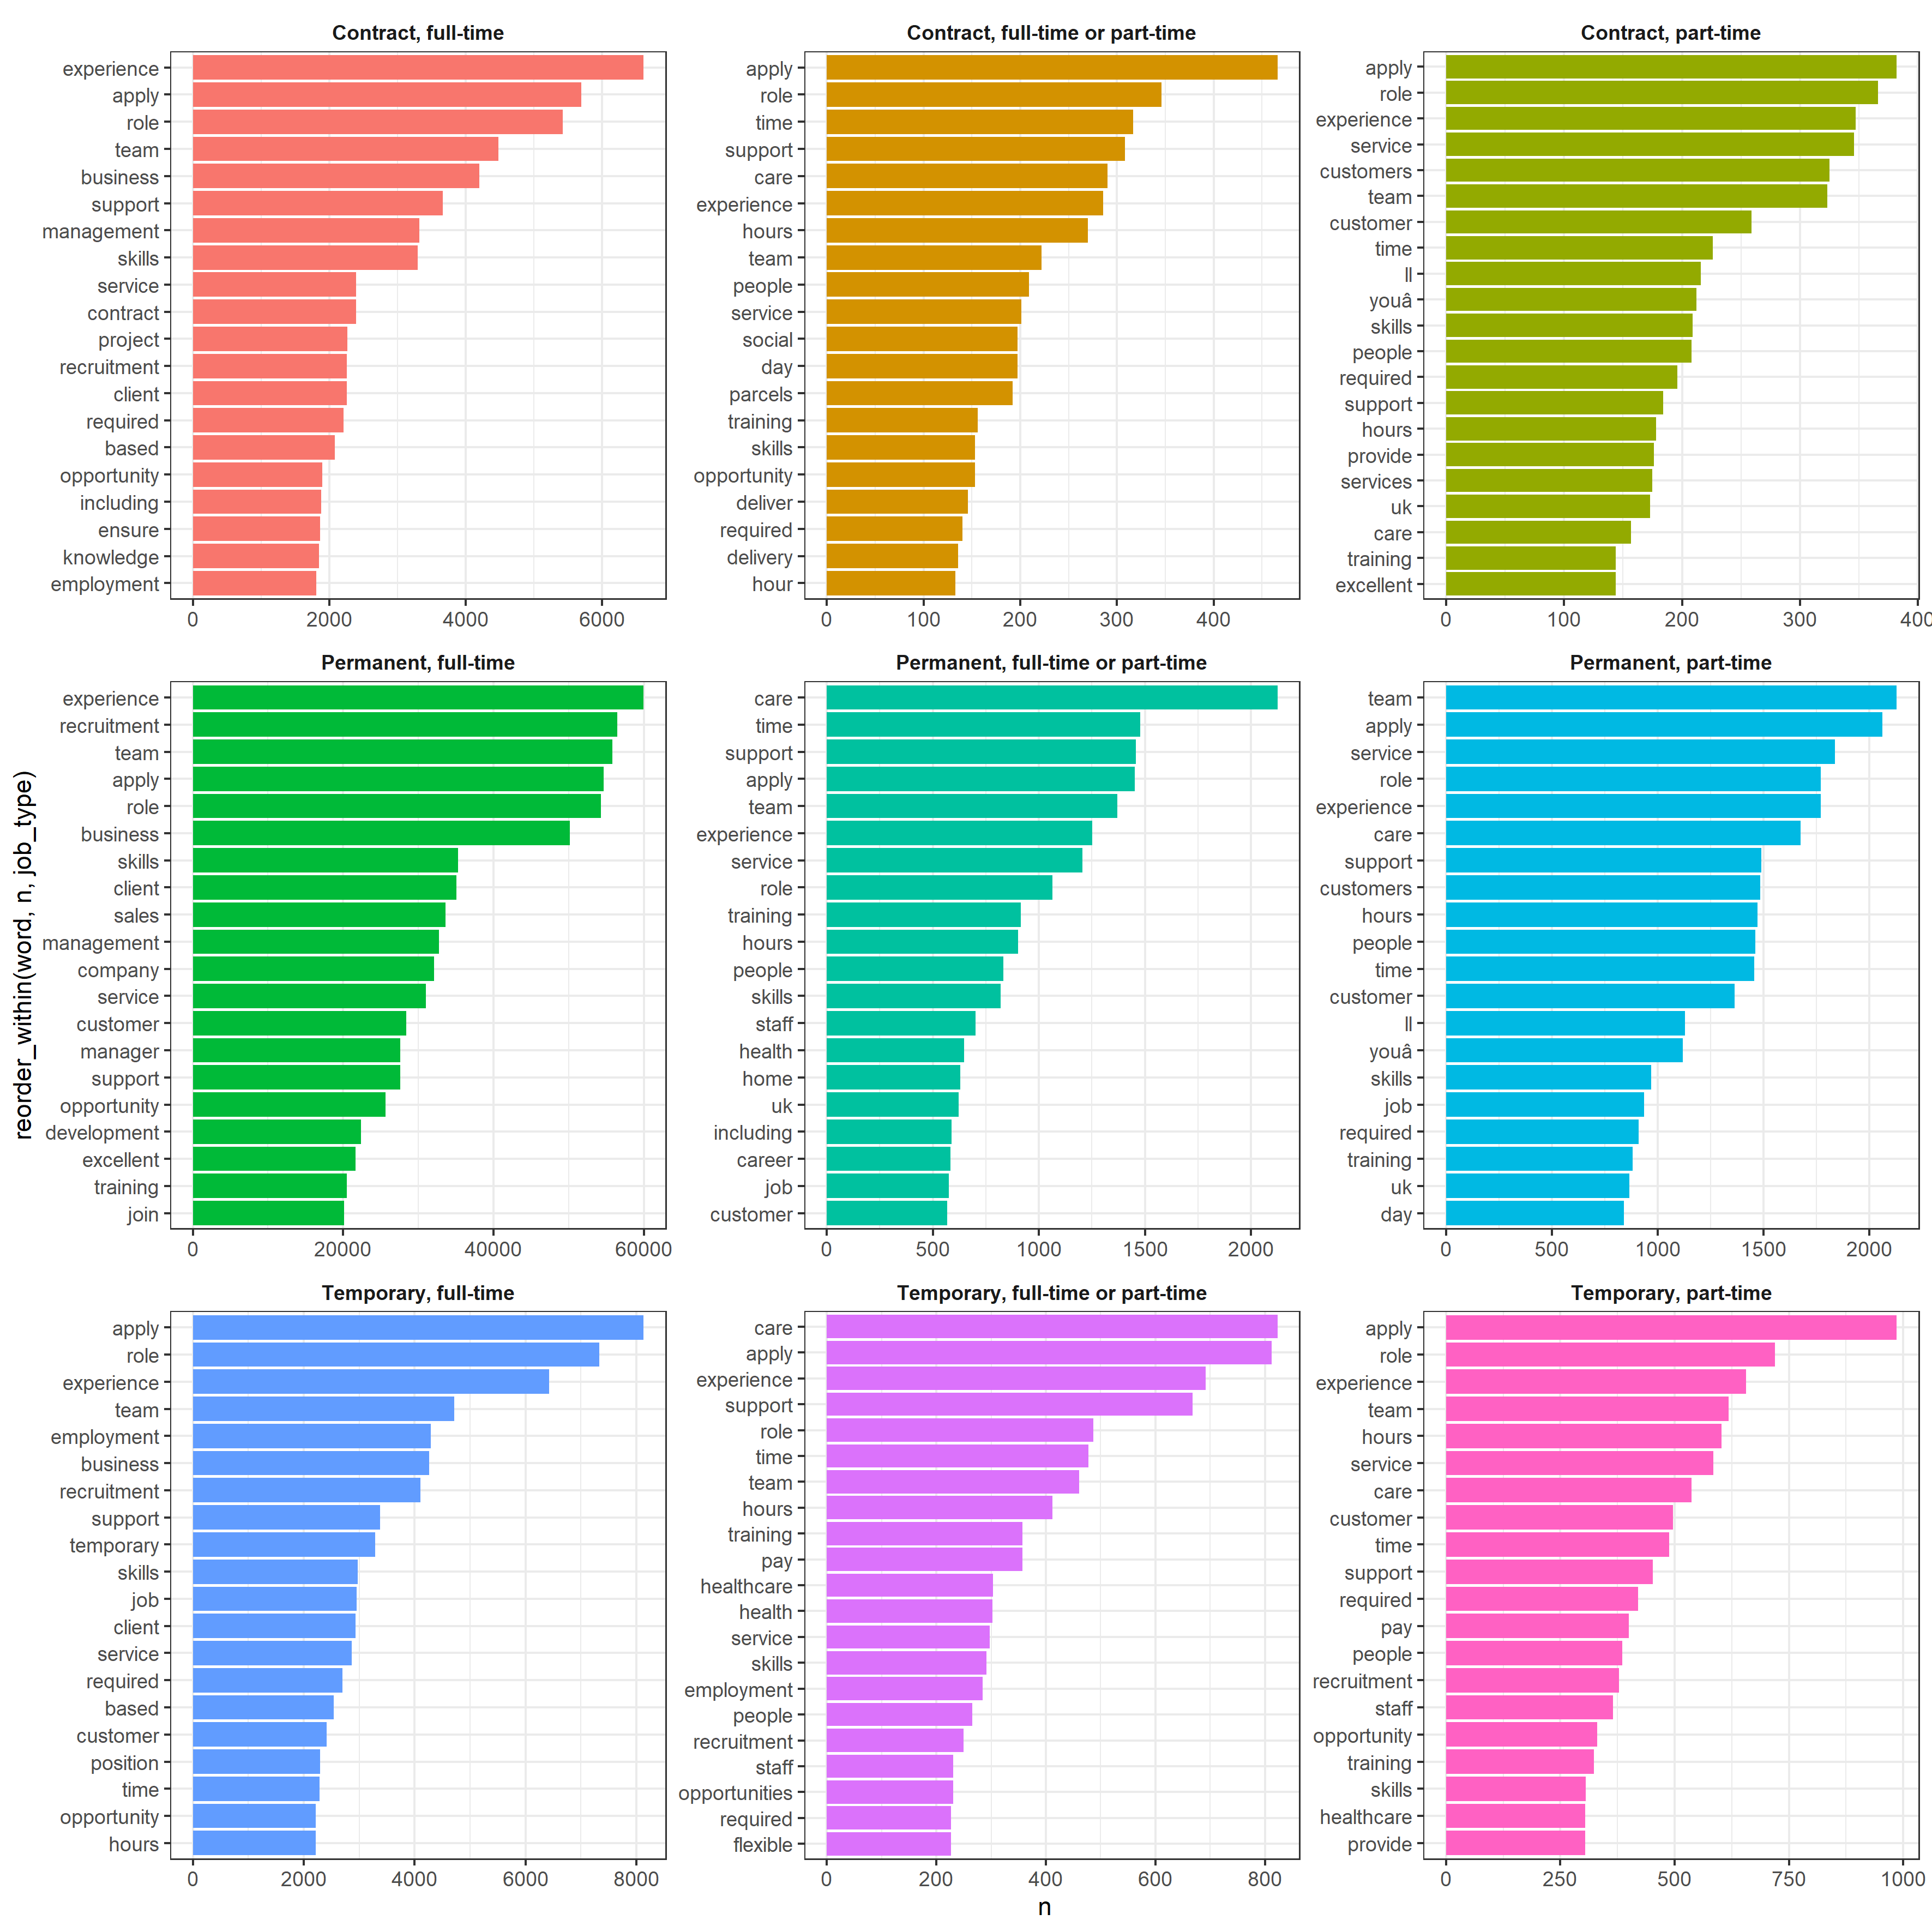 Contract, full-time
experience
apply
role
team
business
support
management
skills
service
contract
project
recruitment
client
required
based
opportunity
including
ensure
knowledge
employment
0 2000 4000 6000
Contract, full-time or part-time
apply
role
time
support
care
experience
hours
team
people
service
social
day
parcels
training
skills
opportunity
deliver
required
delivery
hour
0 100 200 300 400
Contract, part-time
apply
role
experience
service
customers
team
customer
time
ll
youâ
skills
people
required
support
hours
provide
services
uk
care
training
excellent
0 100 200 300 400
reorder_within(word, n, job_type)
Permanent, full-time
experience
recruitment
team
apply
role
business
skills
client
sales
management
company
service
customer
manager
support
opportunity
development
excellent
training
join
0 20000 40000 60000
Permanent, full-time or part-time
care
time
support
apply
team
experience
service
role
training
hours
people
skills
staff
health
home
uk
including
career
job
customer
0 500 1000 1500 2000
Permanent, part-time
team
apply
service
role
experience
care
support
customers
hours
people
time
customer
ll
youâ
skills
job
required
training
uk
day
0 500 1000 1500 2000
Temporary, full-time
apply
role
experience
team
employment
business
recruitment
support
temporary
skills
job
client
service
required
based
customer
position
time
opportunity
hours
0 2000 4000 6000 8000
Temporary, full-time or part-time
care
apply
experience
support
role
time
team
hours
training
pay
healthcare
health
service
skills
employment
people
recruitment
staff
opportunities
required
flexible
0 200 400 600 800
Temporary, part-time
apply
role
experience
team
hours
service
care
customer
time
support
required
pay
people
recruitment
staff
opportunity
training
skills
healthcare
provide
0 250 500 750 1000
n